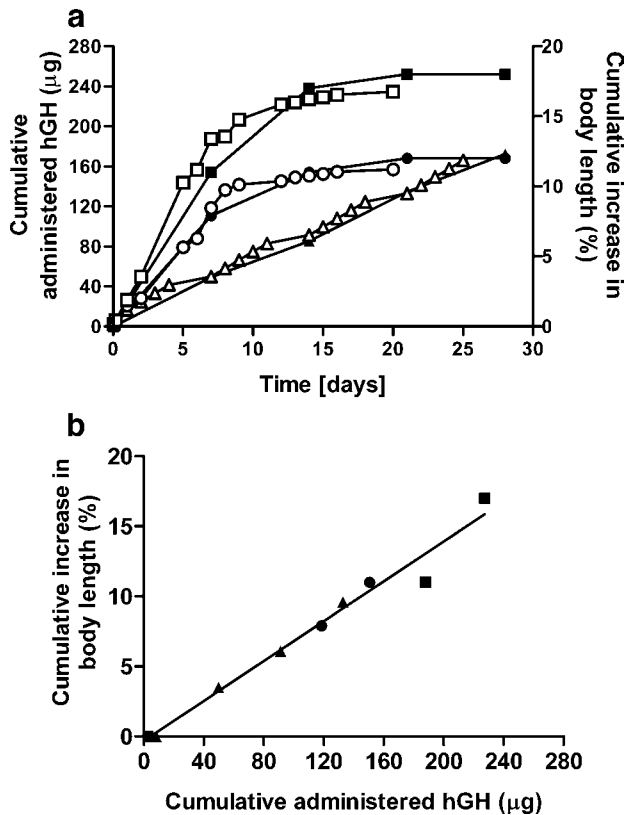 a
Cumulative
administered hGH (μg)
280
240
200
160
120
80
40
0
20
15
10
5
0
Cumulative increase in
body length (%)
0 5 10 15 20 25 30
Time [days]
b
Cumulative increase in
body length (%)
20
15
10
5
0
0 40 80 120 160 200 240 280
Cumulative administered hGH (μg)